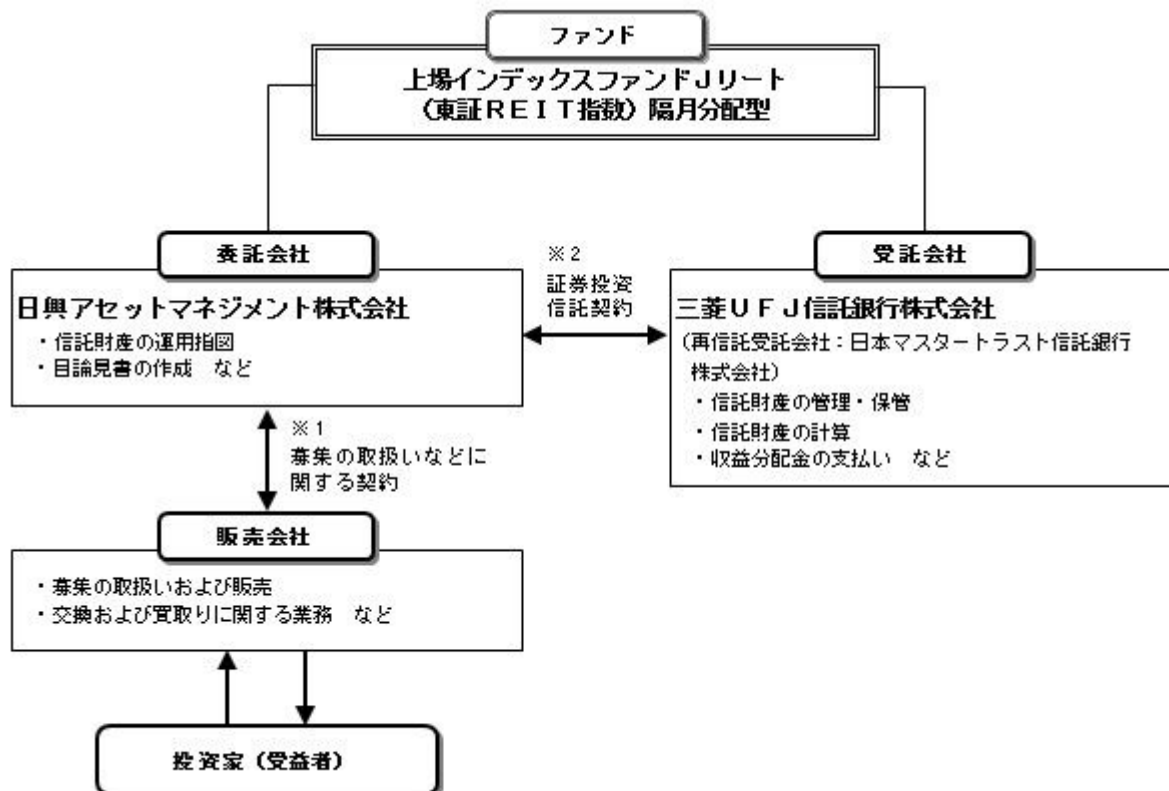 ファンド
上場インデックスファンドJリート
（東証REIT指数）隔月分配型
委託会社
日興アセットマネジメント株式会社
・信託財産の運用指図
・目論見書の作成　など
※2
証券投資
信託契約
受託会社
三菱UFJ信託銀行株式会社
（再信託受託会社：日本マスタートラスト信託銀行
株式会社）
・信託財産の管理・保管
・信託財産の計算
・収益分配金の支払い　など
※1
募集の取扱いなどに
関する契約
販売会社
・募集の取扱いおよび販売
・交換および買取りに関する業務　など
投資家（受益者）